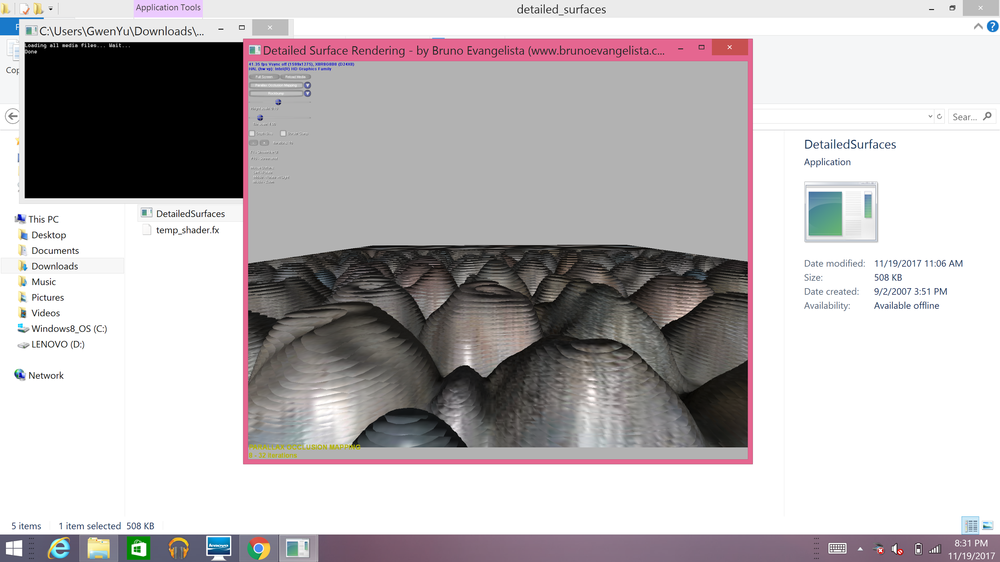 Application Tools
detailed_surfaces
F
C:\Users\GwenYu\Downloads\...
Loading all media files... Wait...
Done
Cop
Detailed Surface Rendering - by Bruno Evangelista (www.brunoevangelista.c...
41.35 fps Vsync off (1599x1275), X8R8G8B8 (D24X8)
HAL (hw vp): Intel(R) HD Graphics Family
Full Screen
Reload Media
Parallax Occlusion Mapping
Rockbump
Height scale: 0.10
Tile scale: 1.00
Depth Bias
Border Clamp
-
+
Iterations: 16
F1 - Show/hide UI
F10 - Screenshot
Mouse Buttons:
Left - Rotate
Middle - Rotate w/ Light
Middle - Zoom
PARALLAX OCCLUSION MAPPING
8 - 32 iterations
Sear...
DetailedSurfaces
temp_shader.fx
This PC
Desktop
Documents
Downloads
Music
Pictures
Videos
Windows8_OS (C:)
LENOVO (D:)
Network
DetailedSurfaces
Application
Date modified: 11/19/2017 11:06 AM
Size: 508 KB
Date created: 9/2/2007 3:51 PM
Availability: Available offline
5 items
1 item selected 508 KB
lenovo
8:31 PM
11/19/2017